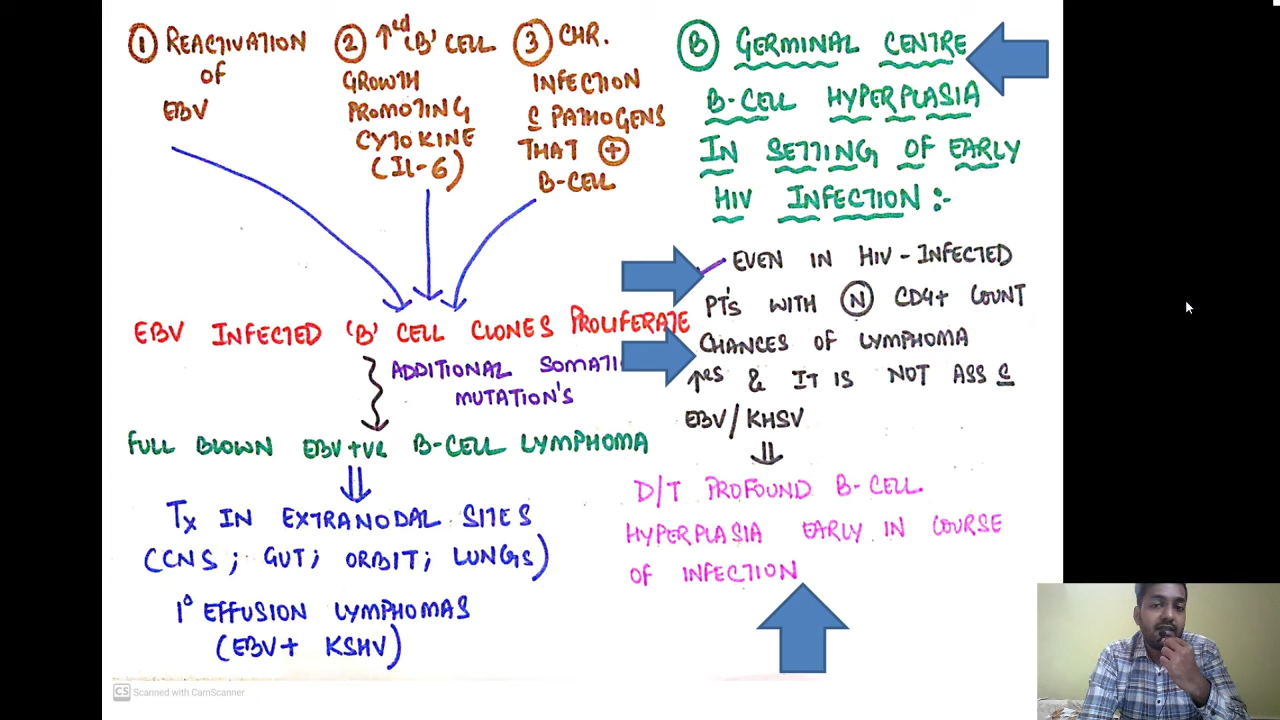 ① REACTIVATION
OF
EBV
② ↑ed 'B' CELL
GROWTH
PROMOTING
CYTOKINE
(IL-6)
③ CHR.
INFECTION
C̲ PATHOGENS
THAT ⊕
B-CELL
EBV INFECTED 'B' CELL CLONES PROLIFERATE
ADDITIONAL SOMATI
MUTATION'S
FULL BLOWN EBV+VE B-CELL LYMPHOMA
Tx IN EXTRANODAL SITES
(CNS ; GUT; ORBIT; LUNGS)
1° EFFUSION LYMPHOMAS
(EBV+ KSHV)
Ⓑ GERMINAL CENTRE
B-CELL HYPERPLASIA
IN SETTING OF EARLY
HIV INFECTION :-
EVEN IN HIV-INFECTED
PT'S WITH Ⓝ CD4+ COUNT
CHANCES OF LYMPHOMA
↑es & IT IS NOT ASS C̲
EBV/KHSV
D/T PROFOUND B-CELL
HYPERPLASIA EARLY IN COURSE
OF INFECTION
CS Scanned with CamScanner